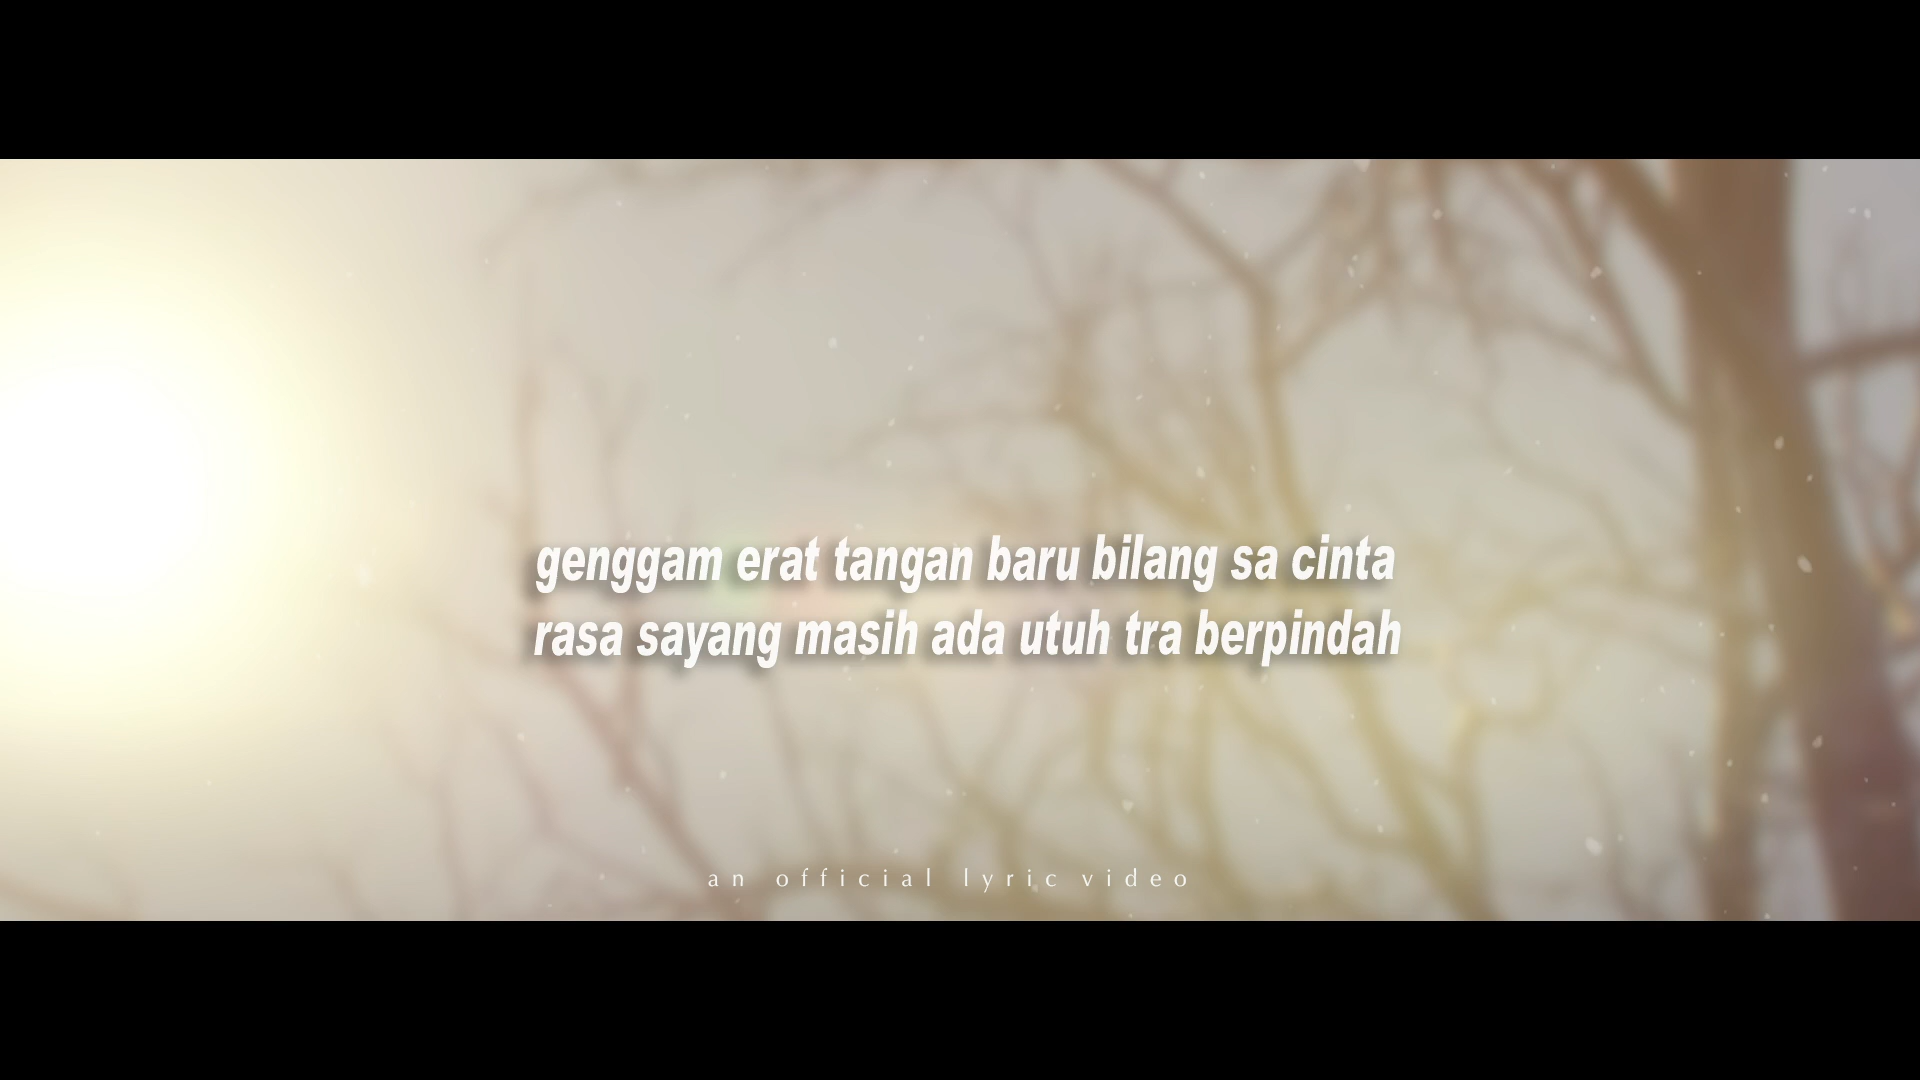 genggam erat tangan baru bilang sa cinta
rasa sayang masih ada utuh tra berpindah
an official lyric video